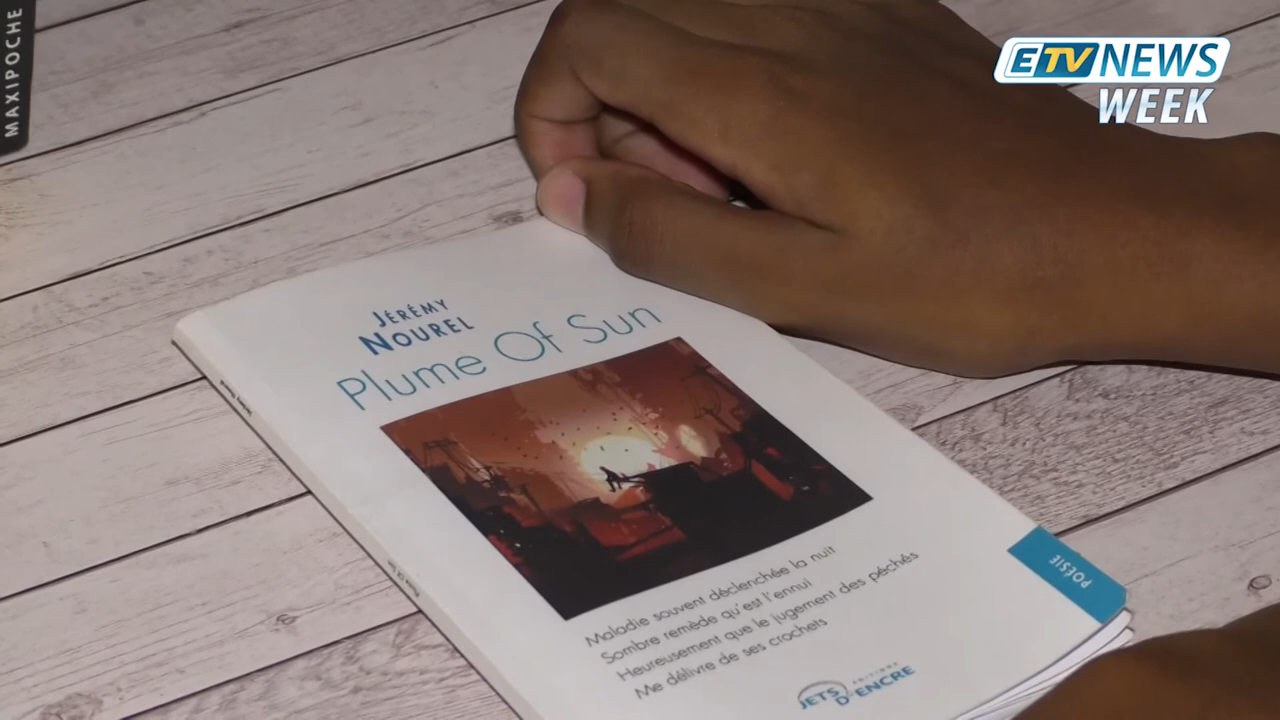 MAXIPOCHE
ETV NEWS
WEEK
JÉRÉMY
NOUREL
Plume Of Sun
Maladie souvent déclenchée la nuit
Sombre remède qu'est l'ennui
Heureusement que le jugement des péchés
Me délivre de ses crochets
POÉSIE
ÉDITIONS
JETS D'ENCRE